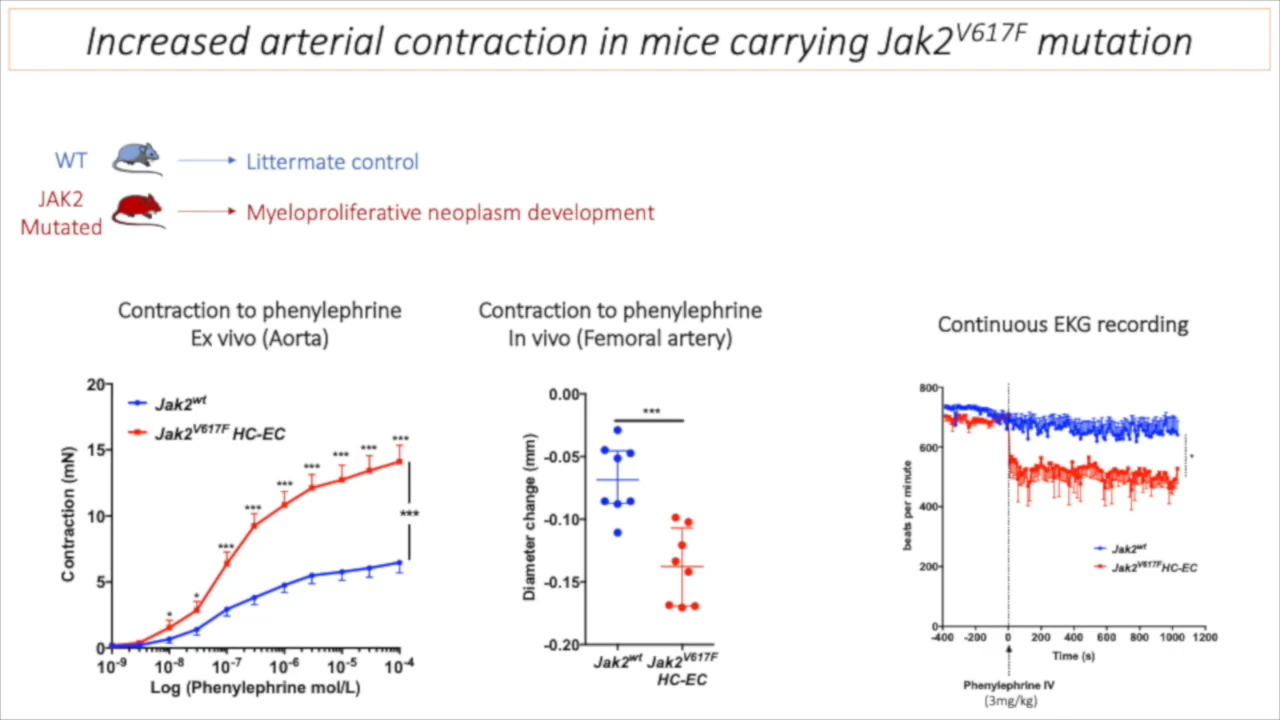 Increased arterial contraction in mice carrying Jak2V617F mutation
WT
Littermate control
JAK2
Mutated
Myeloproliferative neoplasm development
Contraction to phenylephrine
Ex vivo (Aorta)
20
15
10
5
0
Contraction (mN)
Jak2wt
Jak2V617F HC-EC
*
*
***
***
***
***
***
***
***
***
10-9
10-8
10-7
10-6
10-5
10-4
Log (Phenylephrine mol/L)
Contraction to phenylephrine
In vivo (Femoral artery)
0.00
-0.05
-0.10
-0.15
-0.20
Diameter change (mm)
***
Jak2wt Jak2V617F
HC-EC
Continuous EKG recording
800
600
400
200
0
beats per minute
*
Jak2wt
Jak2V617FHC-EC
-400 -200 0 200 400 600 800 1000 1200
Time (s)
Phenylephrine IV
(3mg/kg)